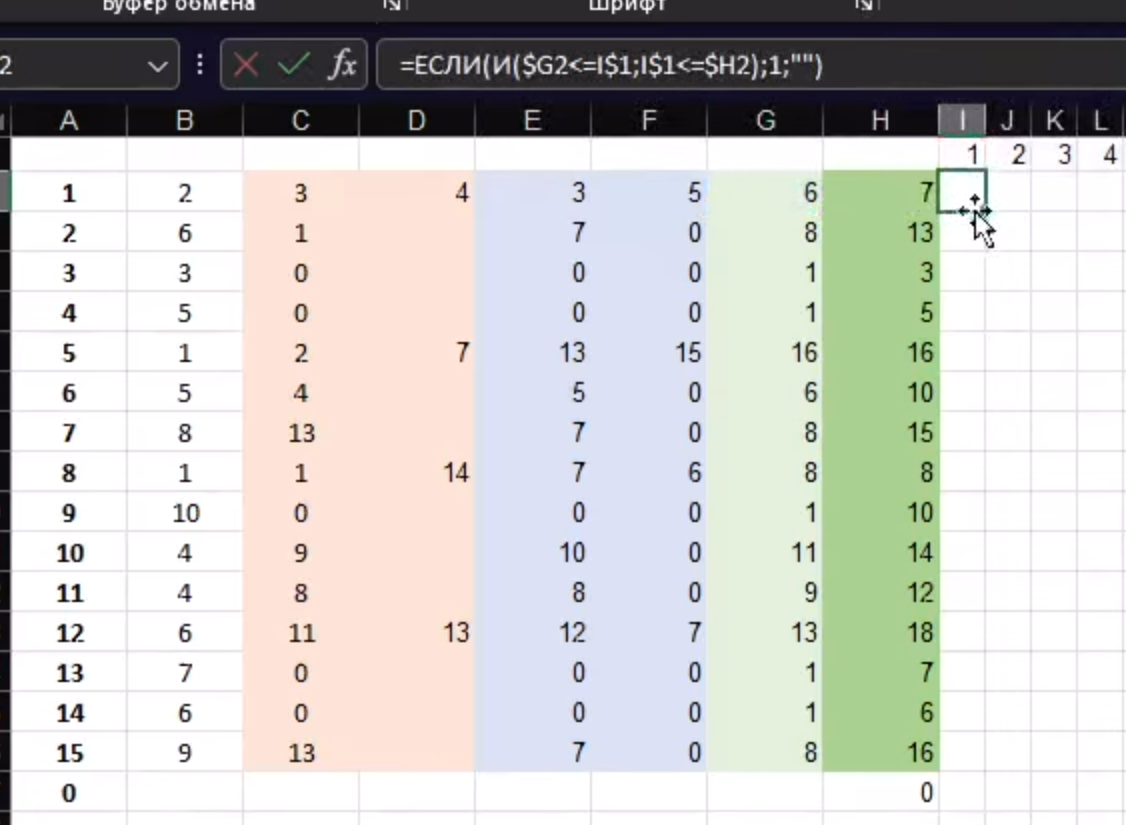 Буфер обмена Шрифт
2 fx =ЕСЛИ(И($G2<=I$1;I$1<=$H2);1;"")
A B C D E F G H I J K L
1 2 3 4
1 2 3 4 3 5 6 7
2 6 1 7 0 8 13
3 3 0 0 0 1 3
4 5 0 0 0 1 5
5 1 2 7 13 15 16 16
6 5 4 5 0 6 10
7 8 13 7 0 8 15
8 1 1 14 7 6 8 8
9 10 0 0 0 1 10
10 4 9 10 0 11 14
11 4 8 8 0 9 12
12 6 11 13 12 7 13 18
13 7 0 0 0 1 7
14 6 0 0 0 1 6
15 9 13 7 0 8 16
0 0